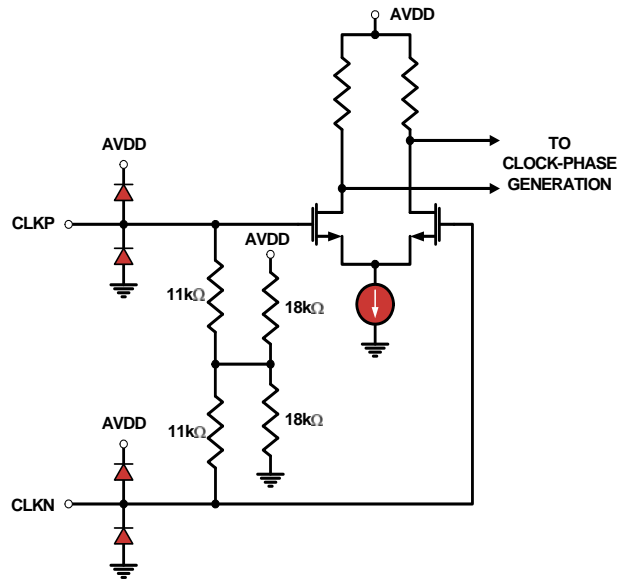 AVDD
TO
CLOCK-PHASE
GENERATION
AVDD
CLKP
AVDD
11kΩ
18kΩ
11kΩ
18kΩ
AVDD
CLKN